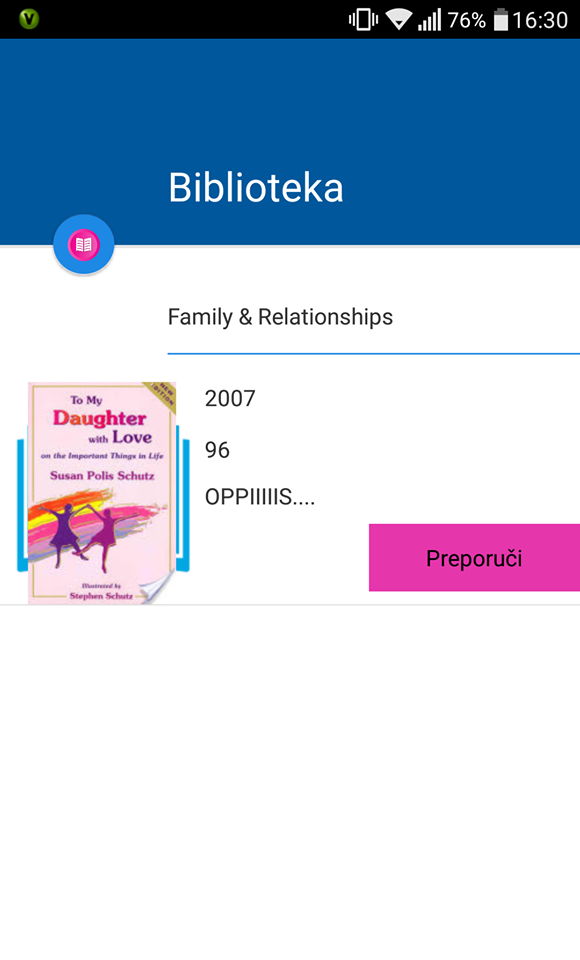 V
76% 16:30
Biblioteka
Family & Relationships
NEW
EDITION
To My
Daughter
with Love
on the Important Things in Life
Susan Polis Schutz
Illustrated by
Stephen Schutz
2007
96
OPPIIIIIS....
Preporuči